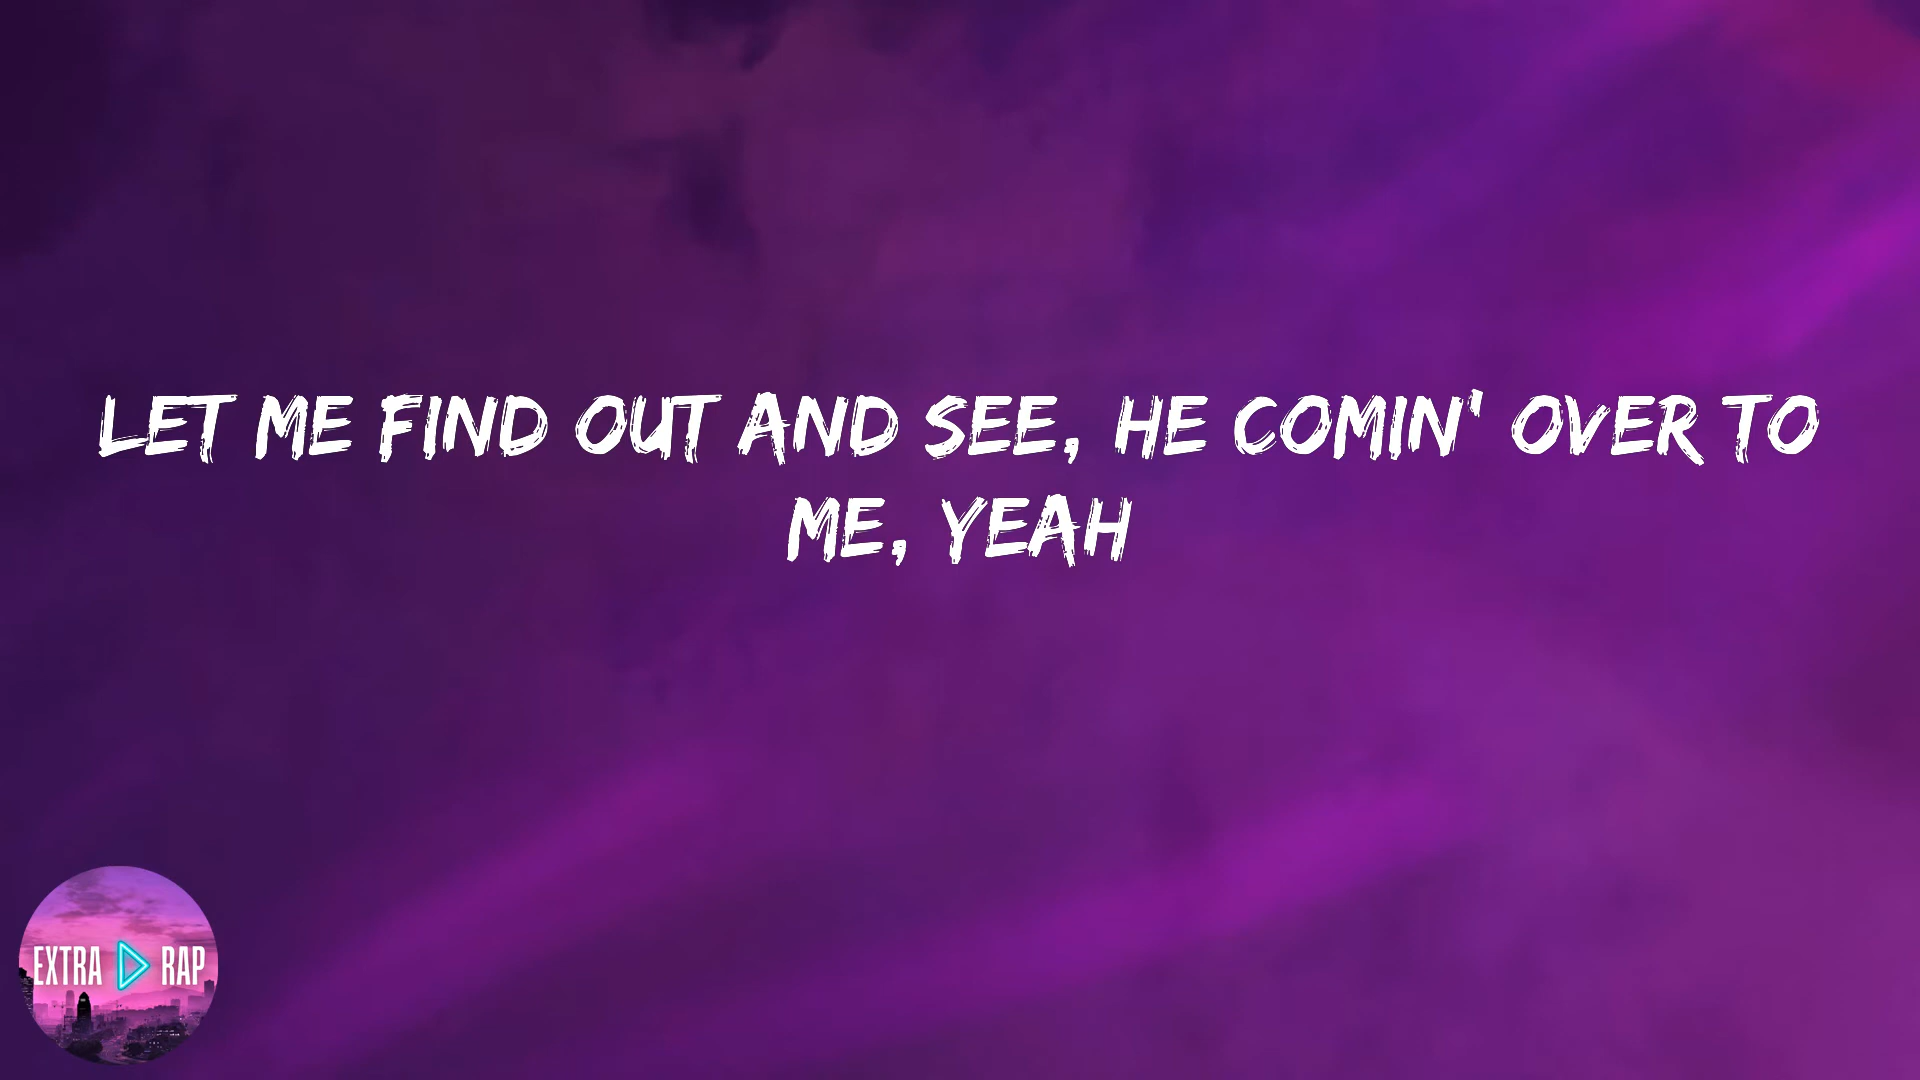 LET ME FIND OUT AND SEE, HE COMIN' OVER TO
ME, YEAH
EXTRA RAP